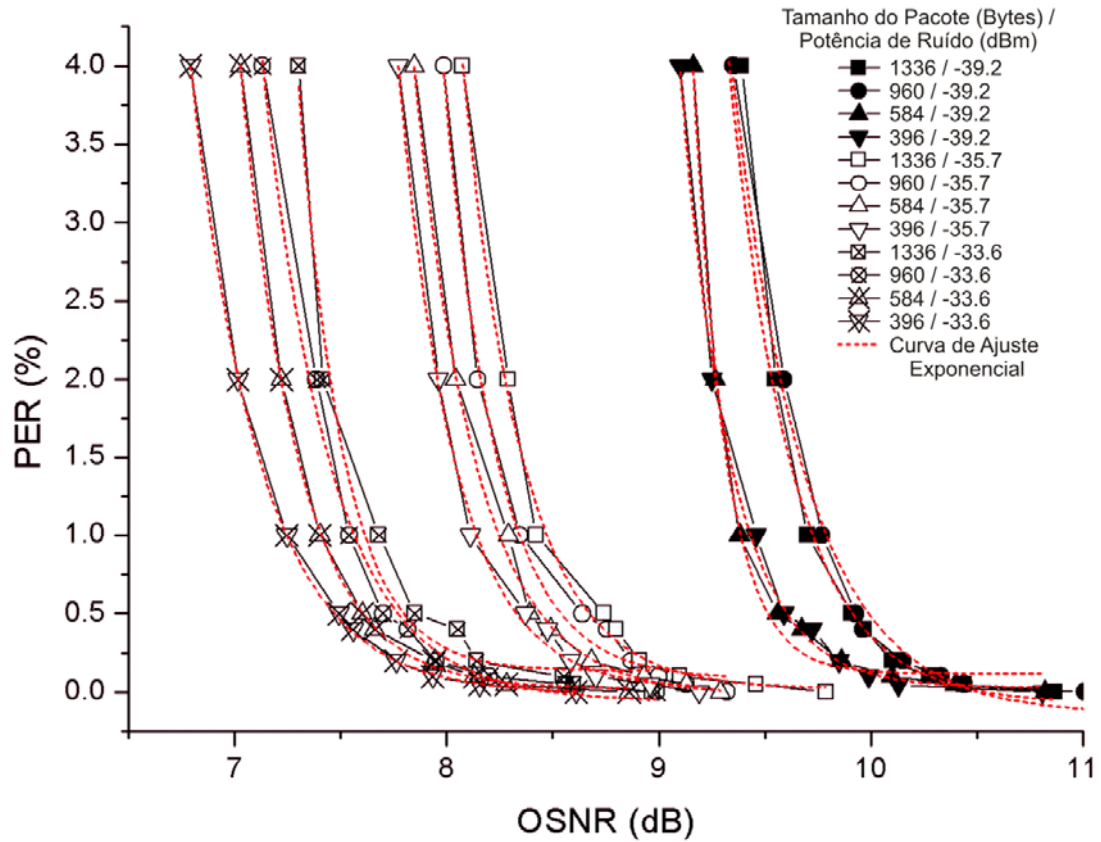 Tamanho do Pacote (Bytes) /
Potência de Ruído (dBm)
1336 / -39.2
960 / -39.2
584 / -39.2
396 / -39.2
1336 / -35.7
960 / -35.7
584 / -35.7
396 / -35.7
1336 / -33.6
960 / -33.6
584 / -33.6
396 / -33.6
Curva de Ajuste
Exponencial
PER (%)
4.0
3.5
3.0
2.5
2.0
1.5
1.0
0.5
0.0
7 8 9 10 11
OSNR (dB)